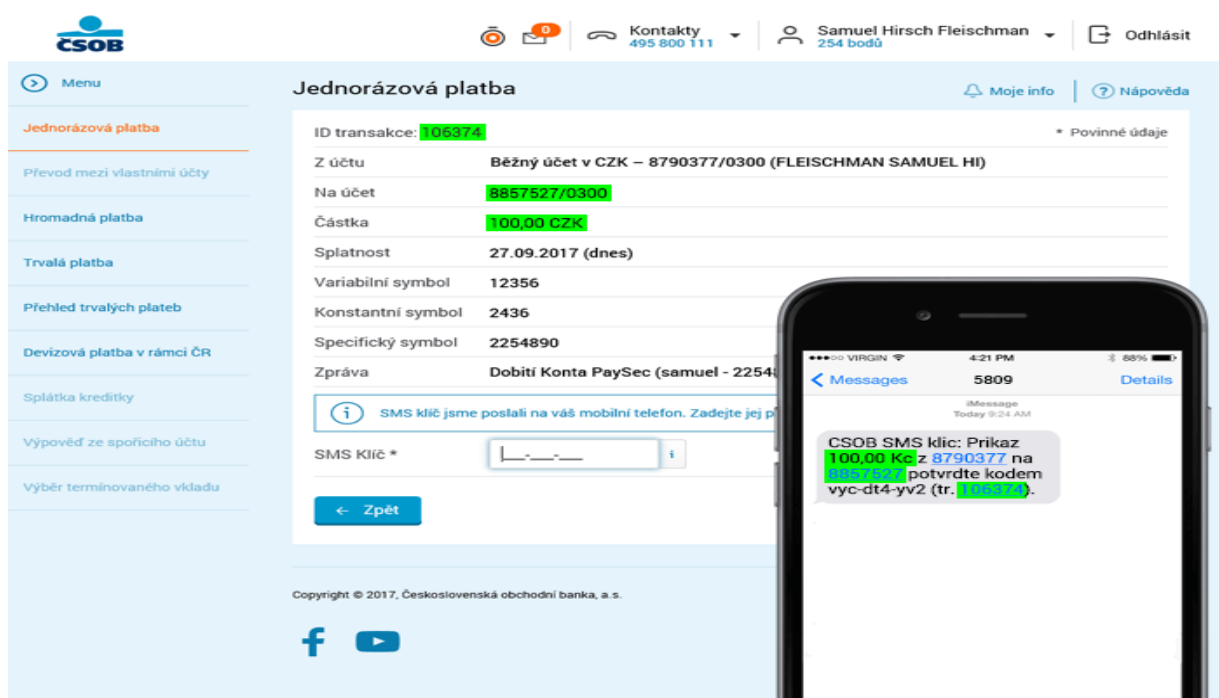 ČSOB
0
Kontakty
495 800 111
Samuel Hirsch Fleischman
254 bodů
Odhlásit
Menu
Jednorázová platba
Převod mezi vlastními účty
Hromadná platba
Trvalá platba
Přehled trvalých plateb
Devizová platba v rámci ČR
Splátka kreditky
Výpověď ze spořicího účtu
Výběr termínovaného vkladu
Jednorázová platba
Moje info
Nápověda
ID transakce: 106374
* Povinné údaje
Z účtu Běžný účet v CZK – 8790377/0300 (FLEISCHMAN SAMUEL HI)
Na účet 8857527/0300
Částka 100,00 CZK
Splatnost 27.09.2017 (dnes)
Variabilní symbol 12356
Konstantní symbol 2436
Specifický symbol 2254890
Zpráva Dobití Konta PaySec (samuel - 2254
SMS klíč jsme poslali na váš mobilní telefon. Zadejte jej p
SMS Klíč *
← Zpět
Copyright © 2017, Československá obchodní banka, a.s.
VIRGIN 4:21 PM 88%
Messages 5809 Details
iMessage
Today 9:24 AM
CSOB SMS klic: Prikaz
100,00 Kc z 8790377 na
8857527 potvrdte kodem
vyc-dt4-yv2 (tr. 106374).